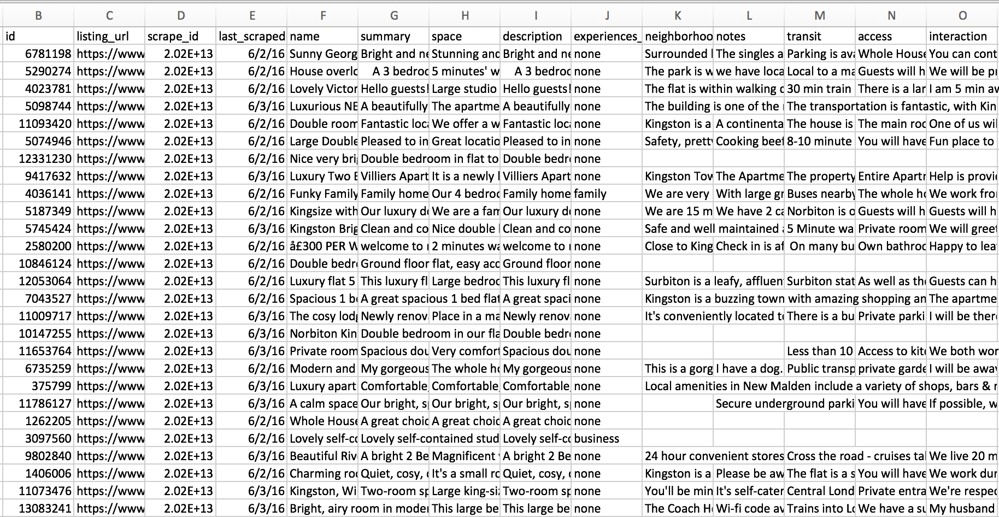 B C D E F G H I J K L M N O
id listing_url scrape_id last_scraped name summary space description experiences_ neighborhoo notes transit access interaction
6781198 https://www 2.02E+13 6/2/16 Sunny Georg Bright and ne Stunning and Bright and ne none Surrounded The singles a Parking is ava Whole House You can cont
5290274 https://www 2.02E+13 6/2/16 House overlo A 3 bedroo 5 minutes' w A 3 bedroo none The park is w we have loca Local to a ma Guests will h We will be pr
4023781 https://www 2.02E+13 6/2/16 Lovely Victor Hello guests! Large studio Hello guests! none The flat is within walking d 30 min train There is a lar I am 5 min av
5098744 https://www 2.02E+13 6/3/16 Luxurious NE A beautifully The apartme A beautifully none The building is one of the The transportation is fantastic, with Kin
11093420 https://www 2.02E+13 6/2/16 Double room Fantastic loca We offer a w Fantastic loca none Kingston is a A continenta The house is The main roo One of us wil
5074946 https://www 2.02E+13 6/2/16 Large Double Pleased to in Great locatio Pleased to in none Safety, prett Cooking beef 8-10 minute You will have Fun place to
12331230 https://www 2.02E+13 6/2/16 Nice very brig Double bedroom in flat to Double bedr none
9417632 https://www 2.02E+13 6/3/16 Luxury Two B Villiers Apart It is a newly Villiers Apart none Kingston Tow The Apartme The property Entire Apartr Help is provi
4036141 https://www 2.02E+13 6/2/16 Funky Family Family home Our 4 bedroo Family home family We are very With large gr Buses nearby The whole ho We work fro
5187349 https://www 2.02E+13 6/2/16 Kingsize with Our luxury do We are a fam Our luxury do none We are 15 m We have 2 ca Norbiton is o Guests will h Guests will h
5745424 https://www 2.02E+13 6/3/16 Kingston Brig Clean and co Nice double Clean and co none Safe and well maintained 5 Minute wa Private room We will greet
2580200 https://www 2.02E+13 6/2/16 å£300 PER W welcome to 2 minutes wa welcome to none Close to King Check in is af On many bu Own bathroo Happy to lea
10846124 https://www 2.02E+13 6/2/16 Double bedr Ground floor flat, easy acc Ground floor none
12053064 https://www 2.02E+13 6/2/16 Luxury flat 5 This luxury fl Large bedroo This luxury fl none Surbiton is a leafy, affluen Surbiton stat As well as the Guests can h
7043527 https://www 2.02E+13 6/2/16 Spacious 1 be A great spacious 1 bed flat A great spaci none Kingston is a buzzing town with amazing shopping an The apartme
11009717 https://www 2.02E+13 6/3/16 The cosy lodg Newly renov Place in a ma Newly renov none It's conveniently located to There is a bu Private parki I will be there
10147255 https://www 2.02E+13 6/3/16 Norbiton Kin Double bedroom in our fla Double bedr none
11653764 https://www 2.02E+13 6/3/16 Private room Spacious dou Very comfort Spacious dou none Less than 10 Access to kit We both wor
6735259 https://www 2.02E+13 6/2/16 Modern and My gorgeous The whole ho My gorgeous none This is a gorg I have a dog. Public transp private garde I will be away
375799 https://www 2.02E+13 6/3/16 Luxury apart Comfortable, Comfortable, Comfortable, none Local amenities in New Malden include a variety of shops, bars & r
11786127 https://www 2.02E+13 6/3/16 A calm space Our bright, sp Our bright, sp Our bright, sp none Secure underground parki You will have If possible, w
1262205 https://www 2.02E+13 6/2/16 Whole House A great choic A great choic A great choic none
3097560 https://www 2.02E+13 6/2/16 Lovely self-co Lovely self-contained stud Lovely self-co business
9802840 https://www 2.02E+13 6/3/16 Beautiful Riv A bright 2 Be Magnificent A bright 2 Be none 24 hour convenient stores Cross the road - cruises tal We live 20 m
1406006 https://www 2.02E+13 6/2/16 Charming roo Quiet, cosy, It's a small ro Quiet, cosy, none Kingston is a Please be aw The flat is a s You will have We work dur
11073476 https://www 2.02E+13 6/3/16 Kingston, Wi Two-room sp Large king-siz Two-room sp none You'll be min It's self-cater Central Lond Private entra We're respec
13083241 https://www 2.02E+13 6/3/16 Bright, airy room in moder This large be This large be none The Coach Ho Wi-fi code av Trains into Lo We have a su My husband